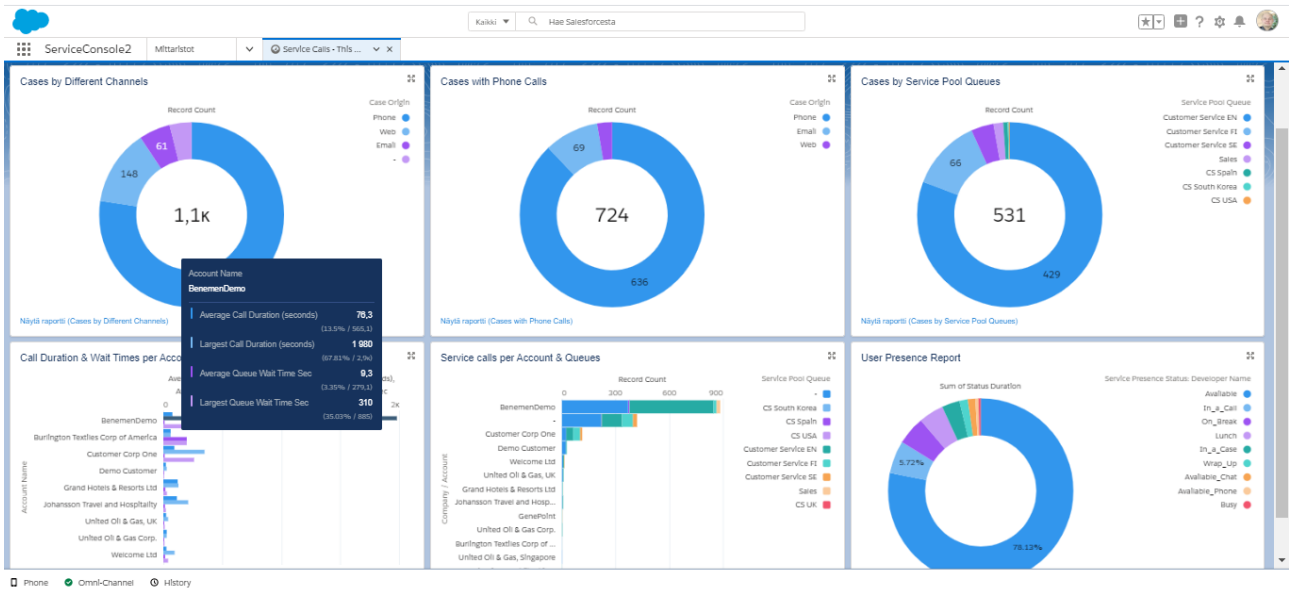 Kaikki
Hae Salesforcesta
ServiceConsole2
Mittaristot
Service Calls - This ...
Cases by Different Channels
Record Count
Case Origin
Phone
Web
Email
-
61
148
1,1K
Näytä raportti (Cases by Different Channels)
Cases with Phone Calls
Record Count
Case Origin
Phone
Email
Web
69
724
636
Näytä raportti (Cases with Phone Calls)
Cases by Service Pool Queues
Record Count
Service Pool Queue
Customer Service EN
Customer Service FI
Customer Service SE
Sales
CS Spain
CS South Korea
CS USA
66
531
429
Näytä raportti (Cases by Service Pool Queues)
Account Name
BenemenDemo
Average Call Duration (seconds) 76,3
(13.5% / 565,1)
Largest Call Duration (seconds) 1 980
(67.81% / 2,9k)
Average Queue Wait Time Sec 9,3
(3.35% / 279,1)
Largest Queue Wait Time Sec 310
(35.03% / 885)
Call Duration & Wait Times per Acco
Ave
ds),
A
ec
0
2K
Account Name
BenemenDemo
Burlington Textiles Corp of America
Customer Corp One
Demo Customer
Grand Hotels & Resorts Ltd
Johansson Travel and Hospitality
United Oil & Gas, UK
United Oil & Gas Corp.
Welcome Ltd
Service calls per Account & Queues
Record Count
0 300 600 900
Company / Account
BenemenDemo
-
Customer Corp One
Demo Customer
Welcome Ltd
United Oil & Gas, UK
Grand Hotels & Resorts Ltd
Johansson Travel and Hosp...
GenePoint
United Oil & Gas Corp.
Burlington Textiles Corp of ...
United Oil & Gas, Singapore
Service Pool Queue
-
CS South Korea
CS Spain
CS USA
Customer Service EN
Customer Service FI
Customer Service SE
Sales
CS UK
User Presence Report
Sum of Status Duration
Service Presence Status: Developer Name
Available
In_a_Call
On_Break
Lunch
In_a_Case
Wrap_Up
Available_Chat
Available_Phone
Busy
5.72%
78.13%
Phone
Omni-Channel
History